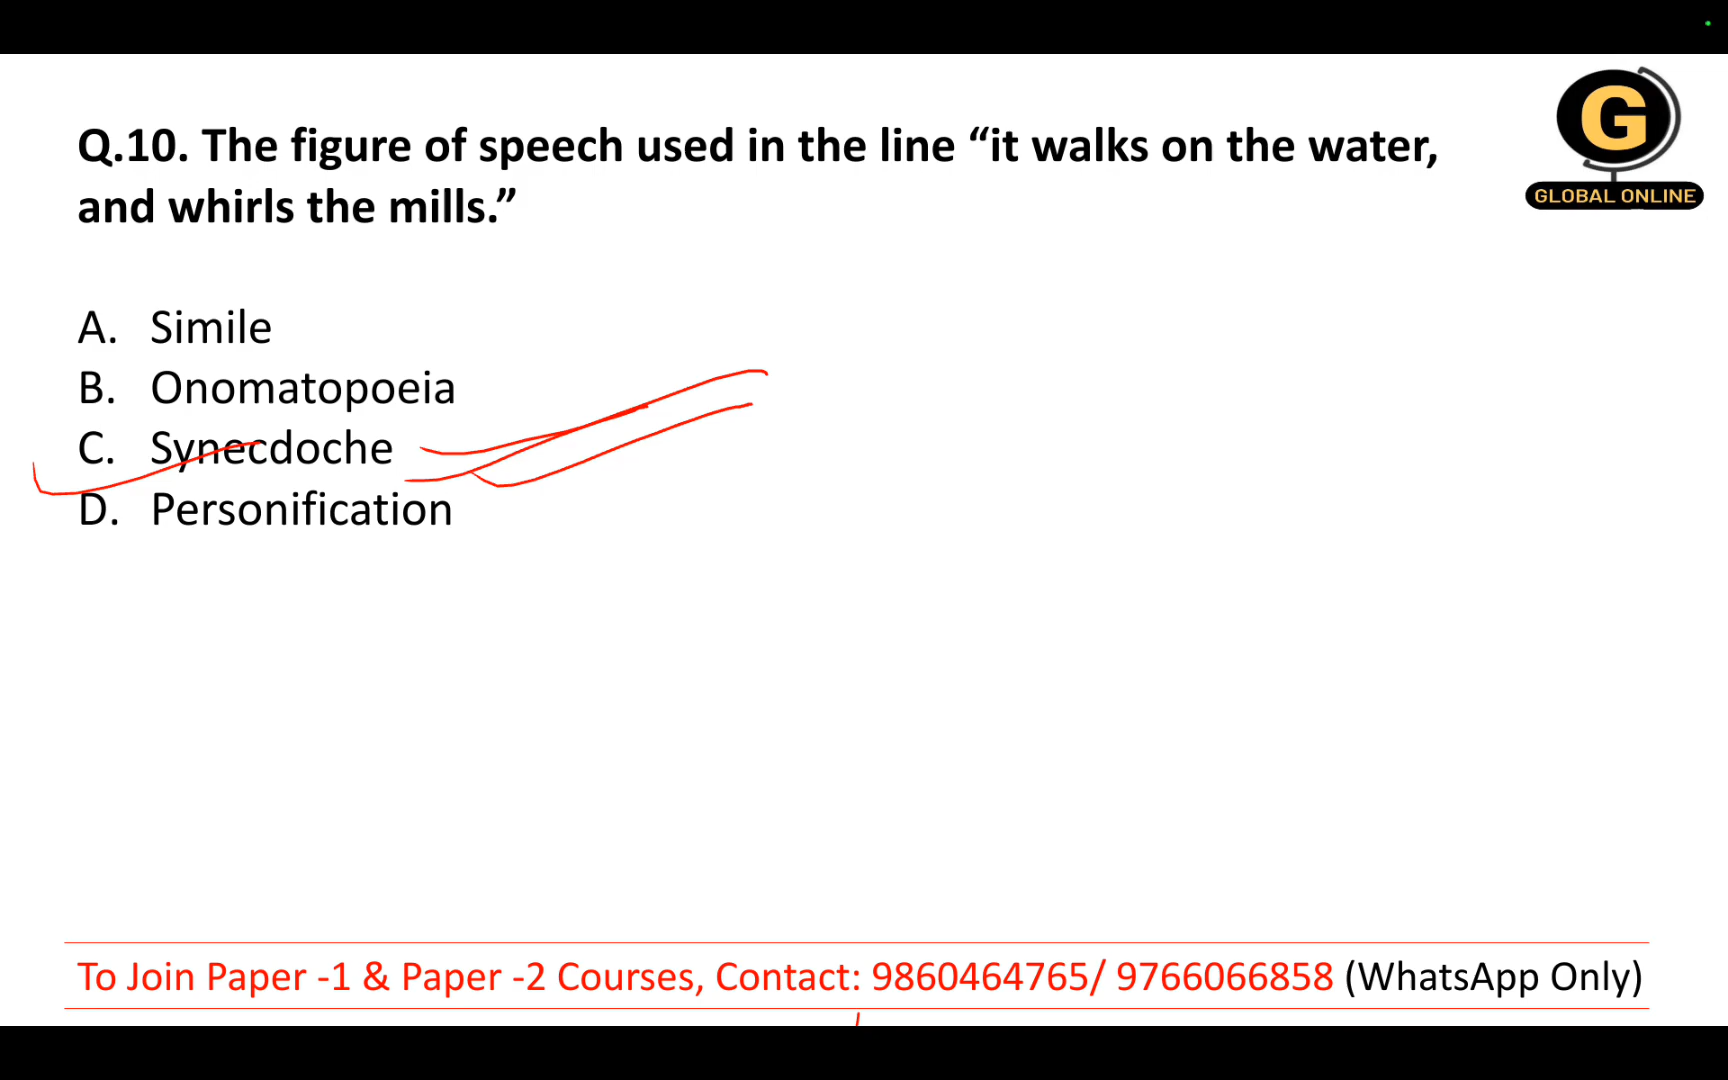 G
GLOBAL ONLINE
Q.10. The figure of speech used in the line “it walks on the water,
and whirls the mills.”
A. Simile
B. Onomatopoeia
C. Synecdoche
D. Personification
To Join Paper -1 & Paper -2 Courses, Contact: 9860464765/ 9766066858 (WhatsApp Only)